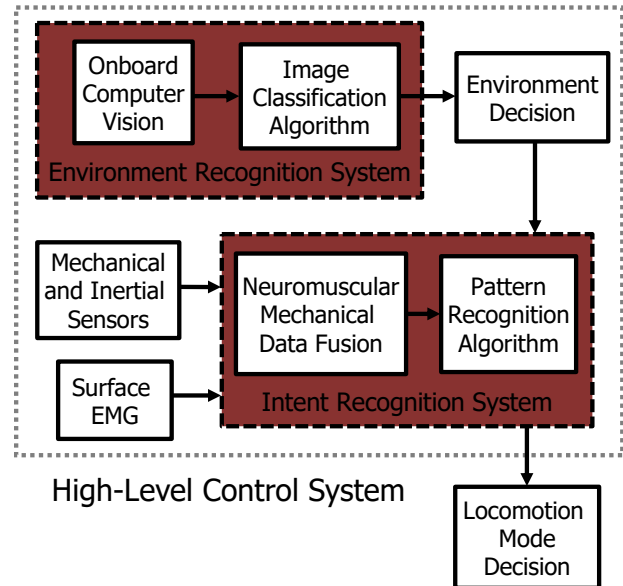 Onboard
Computer
Vision
Image
Classification
Algorithm
Environment Recognition System
Environment
Decision
Mechanical
and Inertial
Sensors
Surface
EMG
Neuromuscular
Mechanical
Data Fusion
Pattern
Recognition
Algorithm
Intent Recognition System
High-Level Control System
Locomotion
Mode
Decision